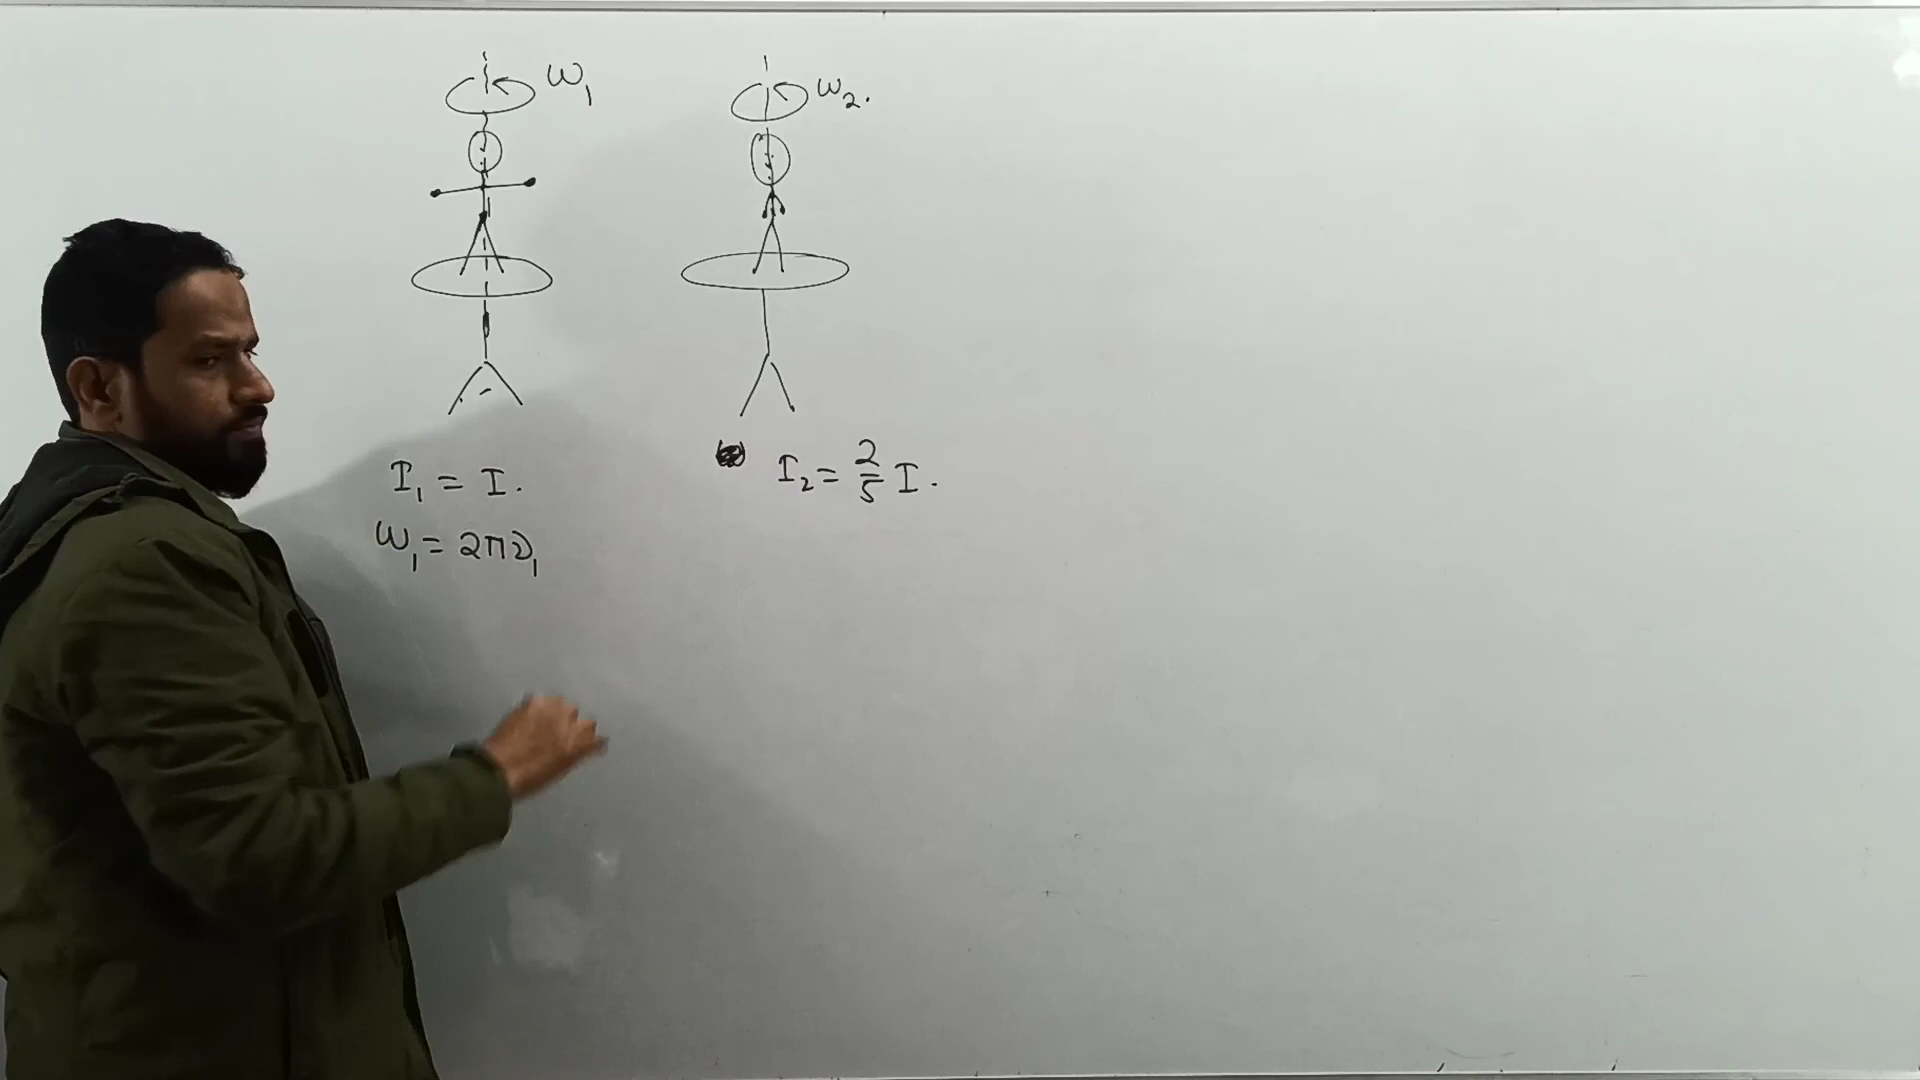 ω₁
ω₂.
I₁ = I.
ω₁ = 2πν₁
I₂ = 2/5 I.